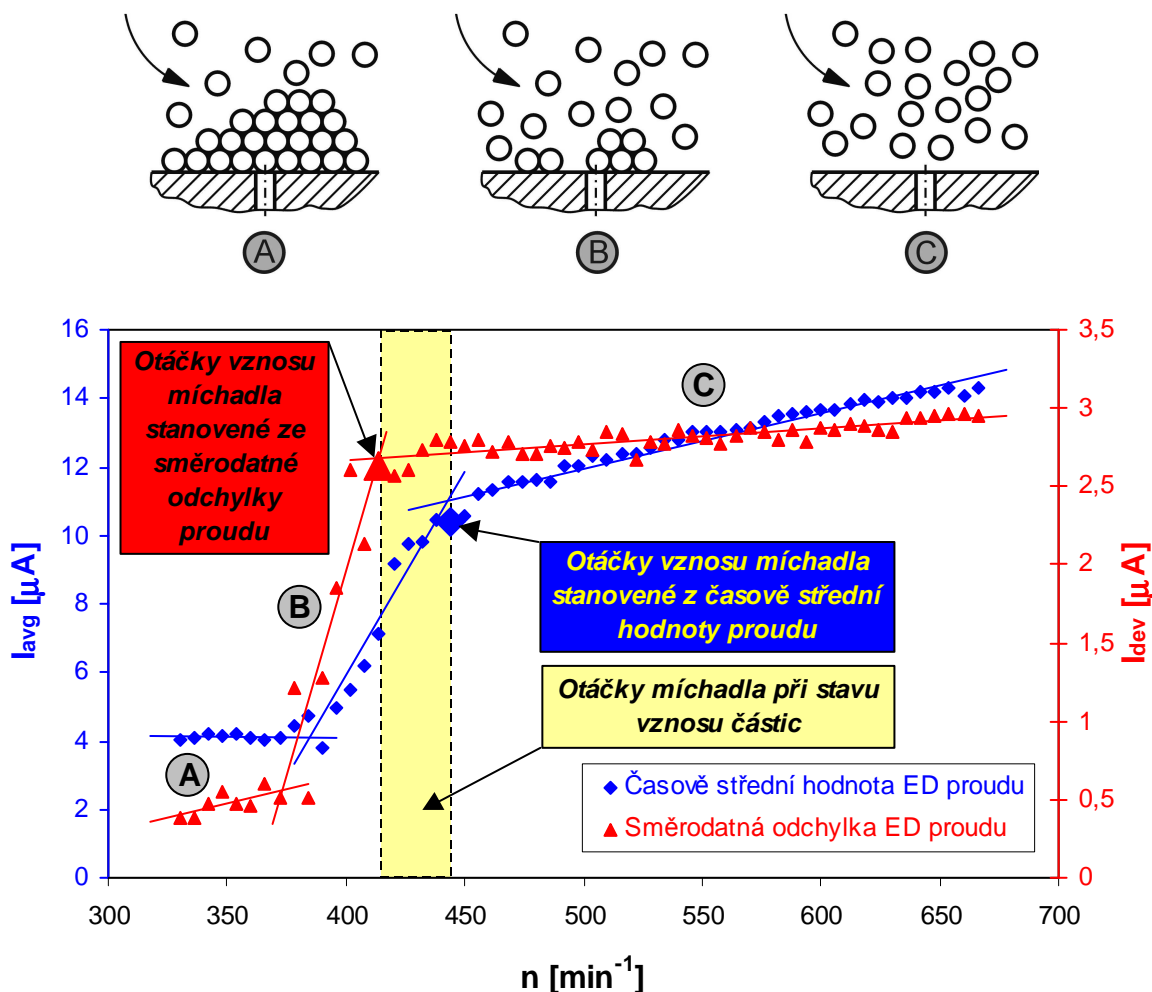 A
B
C
Otáčky vznosu
míchadla
stanovené ze
směrodatné
odchylky
proudu
C
Otáčky vznosu míchadla
stanovené z časově střední
hodnoty proudu
B
Otáčky míchadla při stavu
vznosu částic
A
Časově střední hodnota ED proudu
Směrodatná odchylka ED proudu
Iavg [μA]
16
14
12
10
8
6
4
2
0
Idev [μA]
3,5
3
2,5
2
1,5
1
0,5
0
300 350 400 450 500 550 600 650 700
n [min-1]